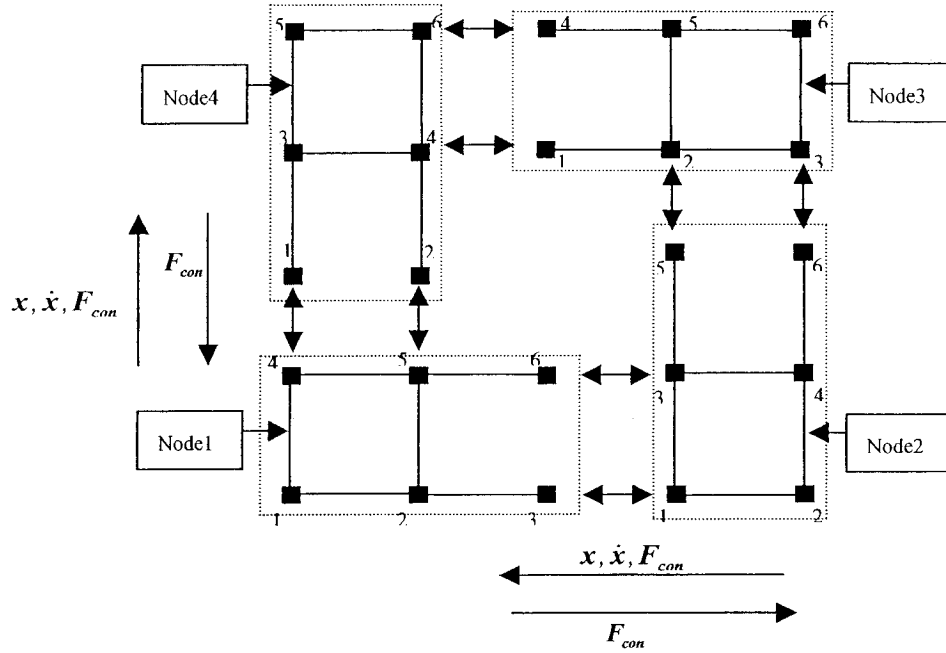 5 6 4 5 6
Node4 Node3
3 4
1 2 3
F_con 1 2 5 6
x, ẋ, F_con
4 5 6
3 4
Node1 Node2
1 2 3 1 2
x, ẋ, F_con
F_con